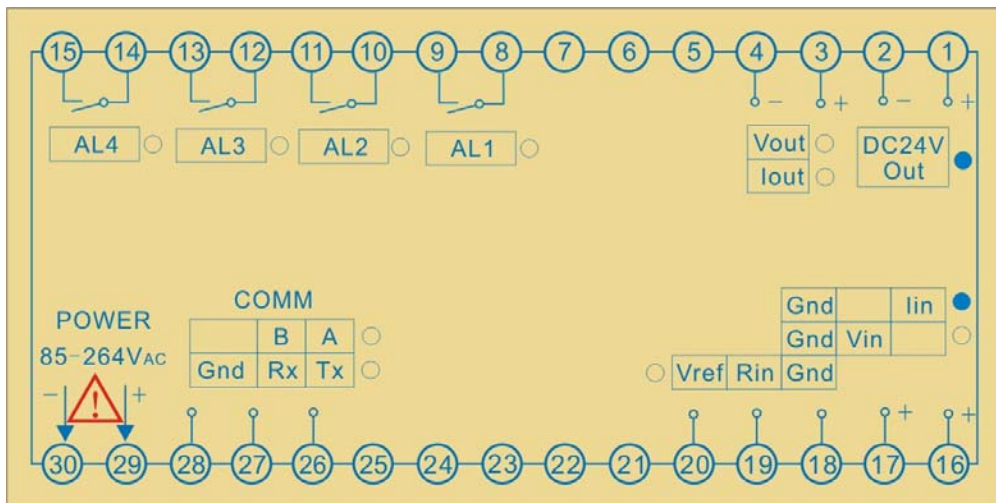 15 14 13 12 11 10 9 8 7 6 5 4 3 2 1
- + - +
AL4 AL3 AL2 AL1
Vout
Iout
DC24V
Out
Gnd Iin
Gnd Vin
Vref Rin Gnd
COMM
B A
Gnd Rx Tx
POWER
85-264VAC
- ! +
+ +
30 29 28 27 26 25 24 23 22 21 20 19 18 17 16